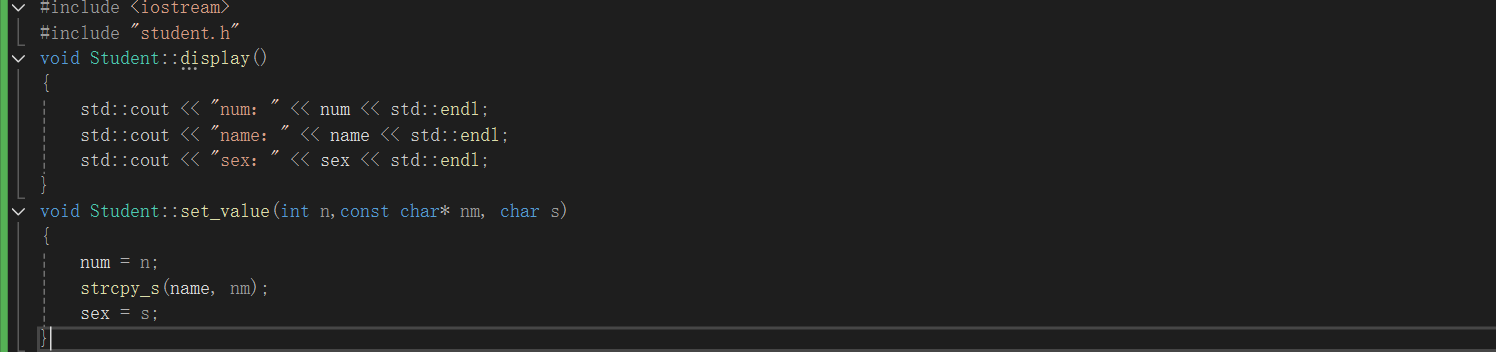 #include <iostream>
#include "student.h"
void Student::display()
{
    std::cout << "num：" << num << std::endl;
    std::cout << "name：" << name << std::endl;
    std::cout << "sex：" << sex << std::endl;
}
void Student::set_value(int n,const char* nm, char s)
{
    num = n;
    strcpy_s(name, nm);
    sex = s;
}